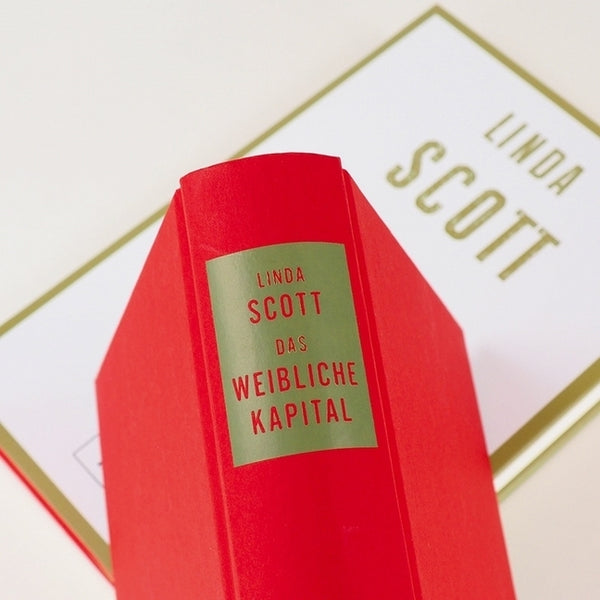 LINDA
SCOTT
DAS
WEIBLICHE
KAPITAL
LINDA
SCOTT